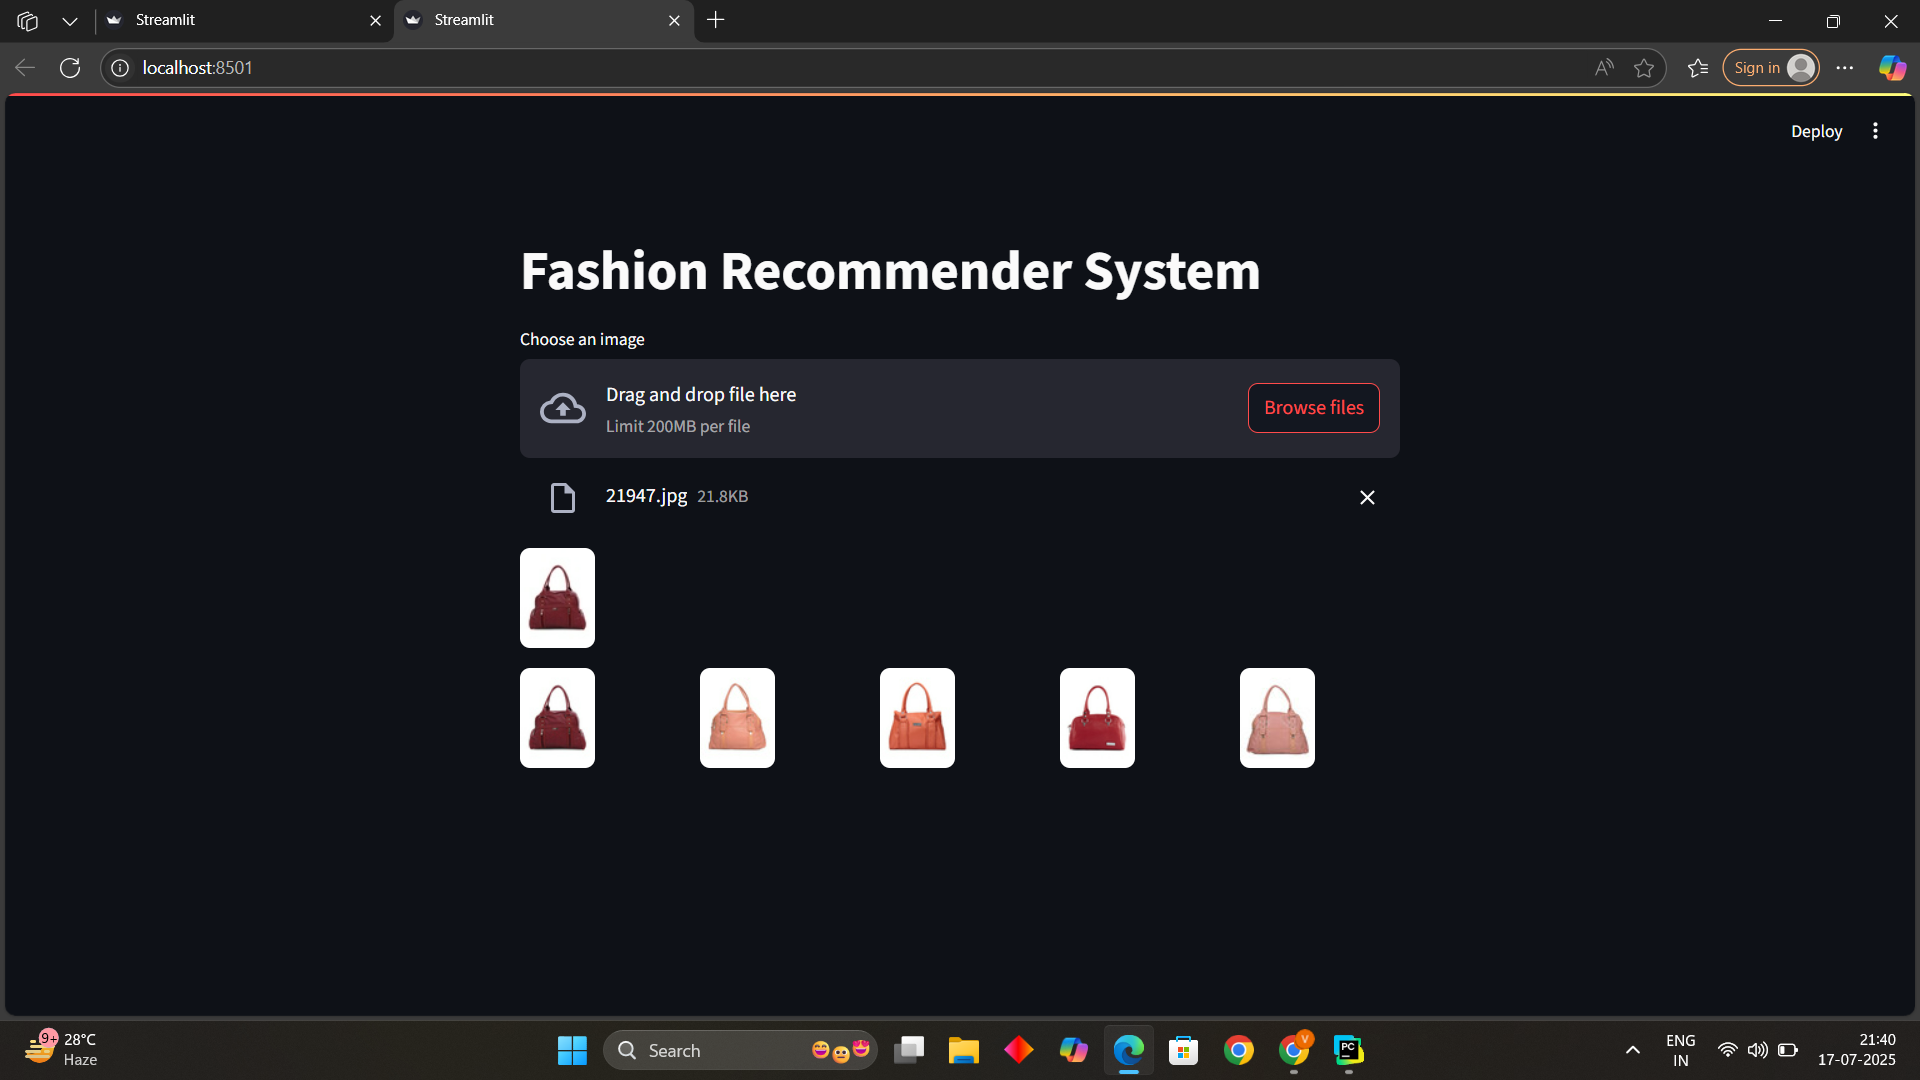 Streamlit
Streamlit
localhost:8501
Sign in
Deploy
Fashion Recommender System
Choose an image
Drag and drop file here
Limit 200MB per file
Browse files
21947.jpg 21.8KB
9+
28°C
Haze
Search
V
PC
ENG
IN
21:40
17-07-2025